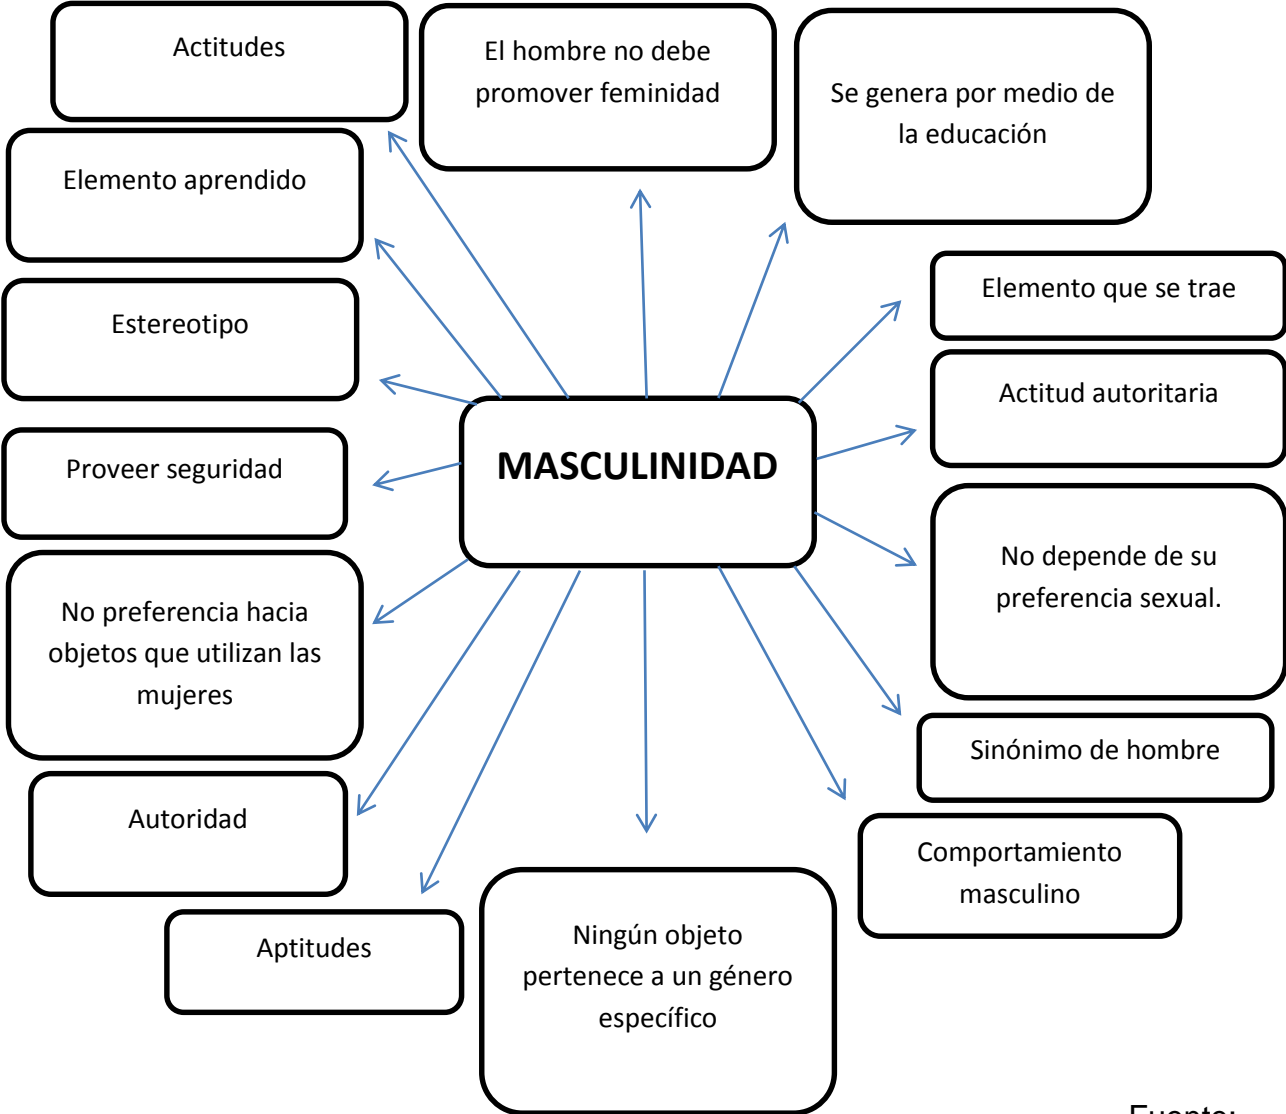 Actitudes
El hombre no debe
promover feminidad
Se genera por medio de
la educación
Elemento aprendido
Elemento que se trae
Estereotipo
Actitud autoritaria
MASCULINIDAD
Proveer seguridad
No depende de su
preferencia sexual.
No preferencia hacia
objetos que utilizan las
mujeres
Sinónimo de hombre
Autoridad
Comportamiento
masculino
Aptitudes
Ningún objeto
pertenece a un género
específico
Fuente: